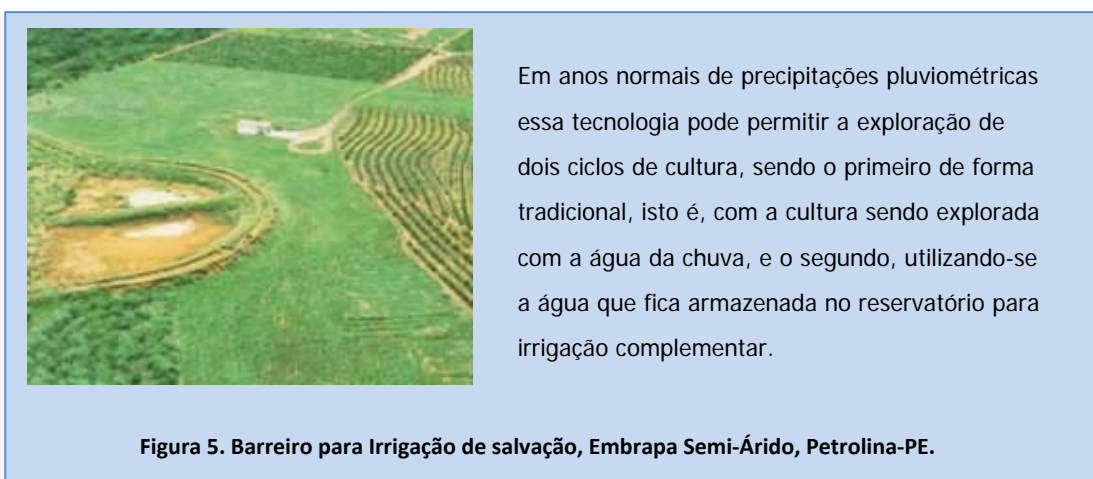 Em anos normais de precipitações pluviométricas
essa tecnologia pode permitir a exploração de
dois ciclos de cultura, sendo o primeiro de forma
tradicional, isto é, com a cultura sendo explorada
com a água da chuva, e o segundo, utilizando-se
a água que fica armazenada no reservatório para
irrigação complementar.
Figura 5. Barreiro para Irrigação de salvação, Embrapa Semi-Árido, Petrolina-PE.